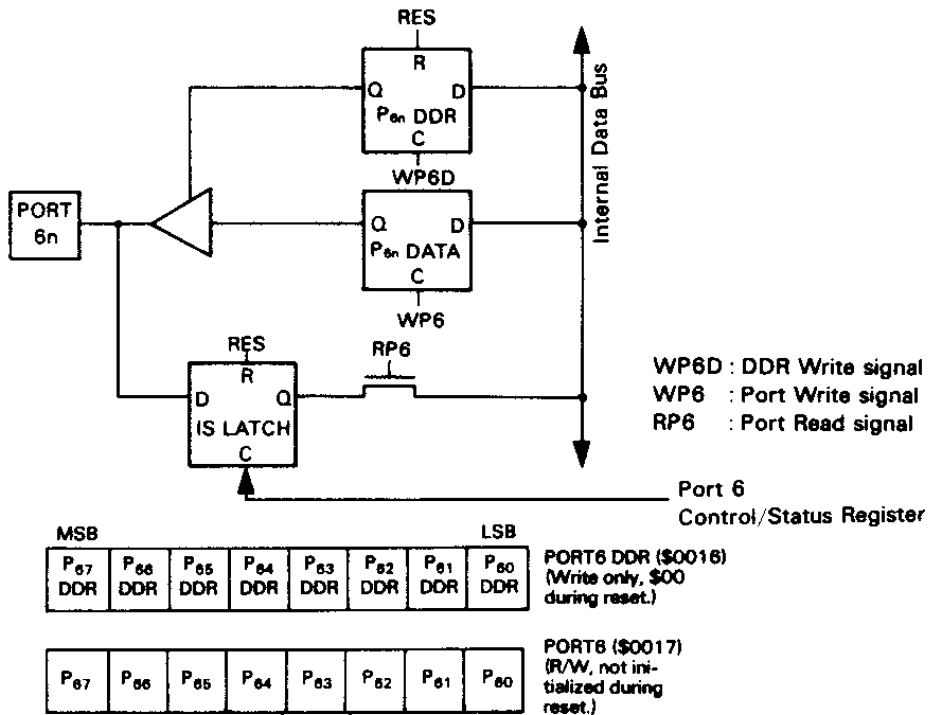 RES
R
Q D
P6n DDR
C
WP6D
Internal Data Bus
PORT
6n
Q D
P6n DATA
C
WP6
RES
R
D Q
IS LATCH
C
RP6
WP6D : DDR Write signal
WP6 : Port Write signal
RP6 : Port Read signal
Port 6
Control/Status Register
MSB LSB
P67 P66 P65 P64 P63 P62 P61 P60
DDR DDR DDR DDR DDR DDR DDR DDR
PORT6 DDR ($0016)
(Write only, $00
during reset.)
P67 P66 P65 P64 P63 P62 P61 P60
PORT6 ($0017)
(R/W, not ini-
tialized during
reset.)